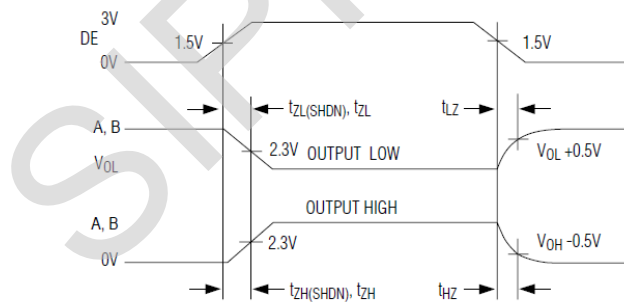 3V
DE
1.5V
1.5V
0V
tZL(SHDN), tZL
tLZ
A, B
2.3V
OUTPUT LOW
VOL +0.5V
VOL
OUTPUT HIGH
A, B
2.3V
VOH -0.5V
0V
tZH(SHDN), tZH
tHZ